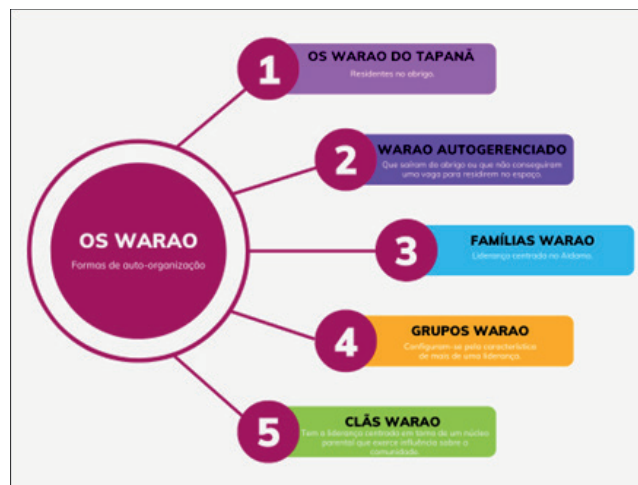 OS WARAO
Formas de auto-organização
1
OS WARAO DO TAPANÃ
Residentes no abrigo.
2
WARAO AUTOGERENCIADO
Que saíram do abrigo ou que não conseguiram
uma vaga para residirem no espaço.
3
FAMÍLIAS WARAO
Liderança centrada no Aidamo.
4
GRUPOS WARAO
Configuram-se pela característica
de mais de uma liderança.
5
CLÃS WARAO
Tem a liderança centrada em torno de um núcleo
parental que exerce influência sobre a
comunidade.